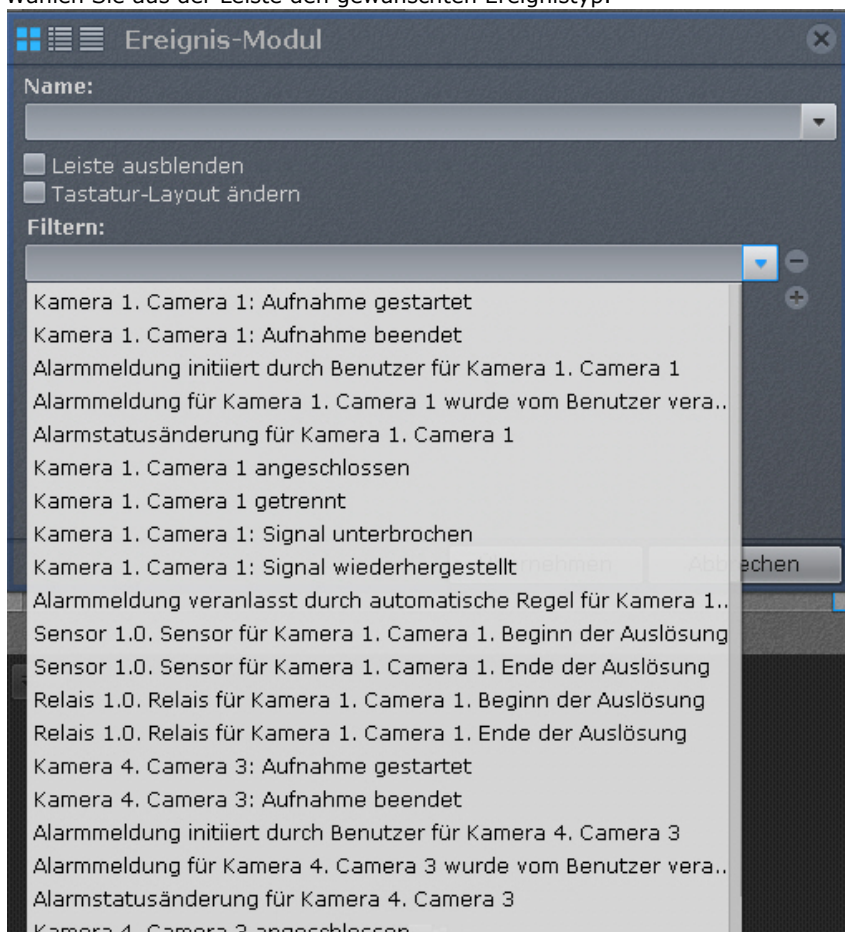 Wählen Sie aus der Leiste den gewünschten Ereignistyp.
Ereignis-Modul
Name:
Leiste ausblenden
Tastatur-Layout ändern
Filtern:
Kamera 1. Camera 1: Aufnahme gestartet
Kamera 1. Camera 1: Aufnahme beendet
Alarmmeldung initiiert durch Benutzer für Kamera 1. Camera 1
Alarmmeldung für Kamera 1. Camera 1 wurde vom Benutzer vera..
Alarmstatusänderung für Kamera 1. Camera 1
Kamera 1. Camera 1 angeschlossen
Kamera 1. Camera 1 getrennt
Kamera 1. Camera 1: Signal unterbrochen
Kamera 1. Camera 1: Signal wiederhergestellt
nehmen Abbrechen
Alarmmeldung veranlasst durch automatische Regel für Kamera 1..
Sensor 1.0. Sensor für Kamera 1. Camera 1. Beginn der Auslösung
Sensor 1.0. Sensor für Kamera 1. Camera 1. Ende der Auslösung
Relais 1.0. Relais für Kamera 1. Camera 1. Beginn der Auslösung
Relais 1.0. Relais für Kamera 1. Camera 1. Ende der Auslösung
Kamera 4. Camera 3: Aufnahme gestartet
Kamera 4. Camera 3: Aufnahme beendet
Alarmmeldung initiiert durch Benutzer für Kamera 4. Camera 3
Alarmmeldung für Kamera 4. Camera 3 wurde vom Benutzer vera..
Alarmstatusänderung für Kamera 4. Camera 3
Kamera 4. Camera 3 angeschlossen